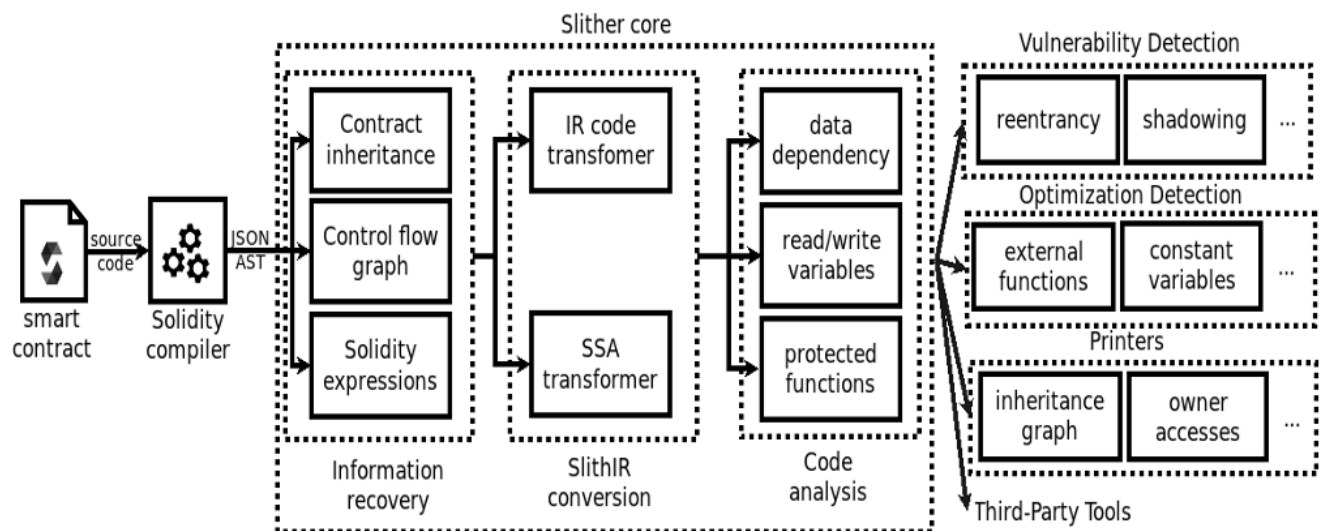 Slither core
smart
contract
source
code
Solidity
compiler
JSON
AST
Contract
inheritance
Control flow
graph
Solidity
expressions
Information
recovery
IR code
transfomer
SSA
transformer
SlithIR
conversion
data
dependency
read/write
variables
protected
functions
Code
analysis
Vulnerability Detection
reentrancy
shadowing
...
Optimization Detection
external
functions
constant
variables
...
Printers
inheritance
graph
owner
accesses
...
Third-Party Tools